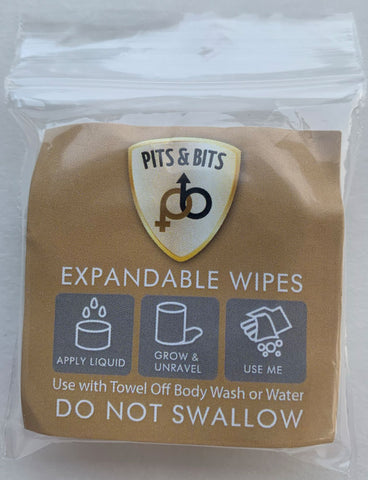 PITS & BITS
EXPANDABLE WIPES
APPLY LIQUID
GROW &
UNRAVEL
USE ME
Use with Towel Off Body Wash or Water
DO NOT SWALLOW